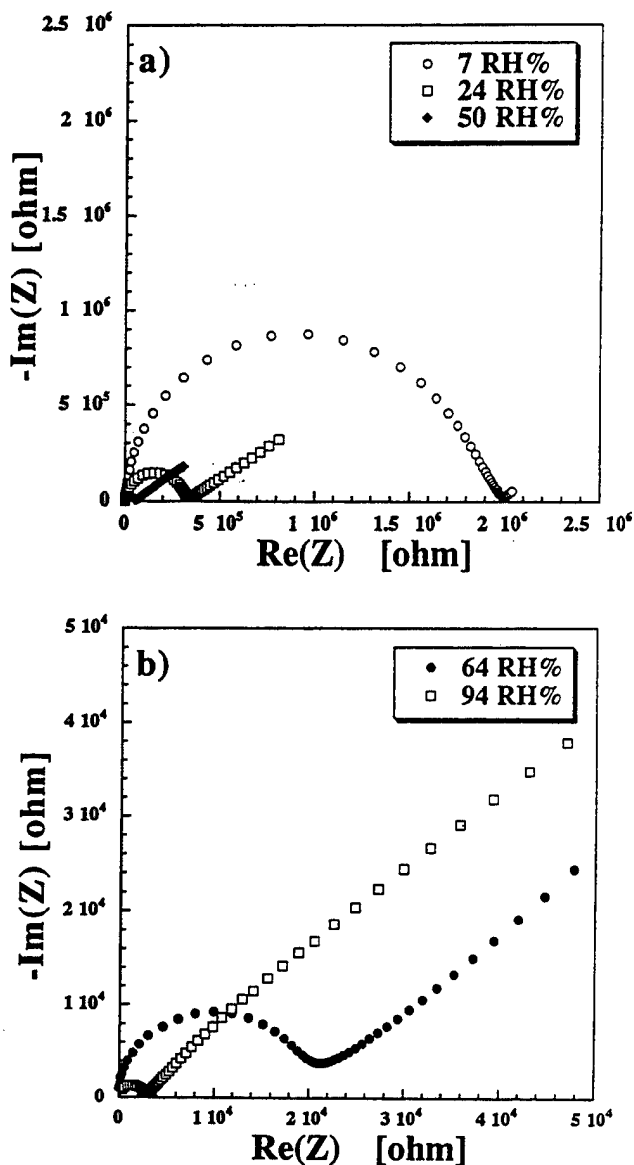 a)
7 RH%
24 RH%
50 RH%
2.5 10⁶
2 10⁶
1.5 10⁶
1 10⁶
5 10⁵
0
-Im(Z) [ohm]
0 5 10⁵ 1 10⁶ 1.5 10⁶ 2 10⁶ 2.5 10⁶
Re(Z) [ohm]
b)
64 RH%
94 RH%
5 10⁴
4 10⁴
3 10⁴
2 10⁴
1 10⁴
0
-Im(Z) [ohm]
0 1 10⁴ 2 10⁴ 3 10⁴ 4 10⁴ 5 10⁴
Re(Z) [ohm]